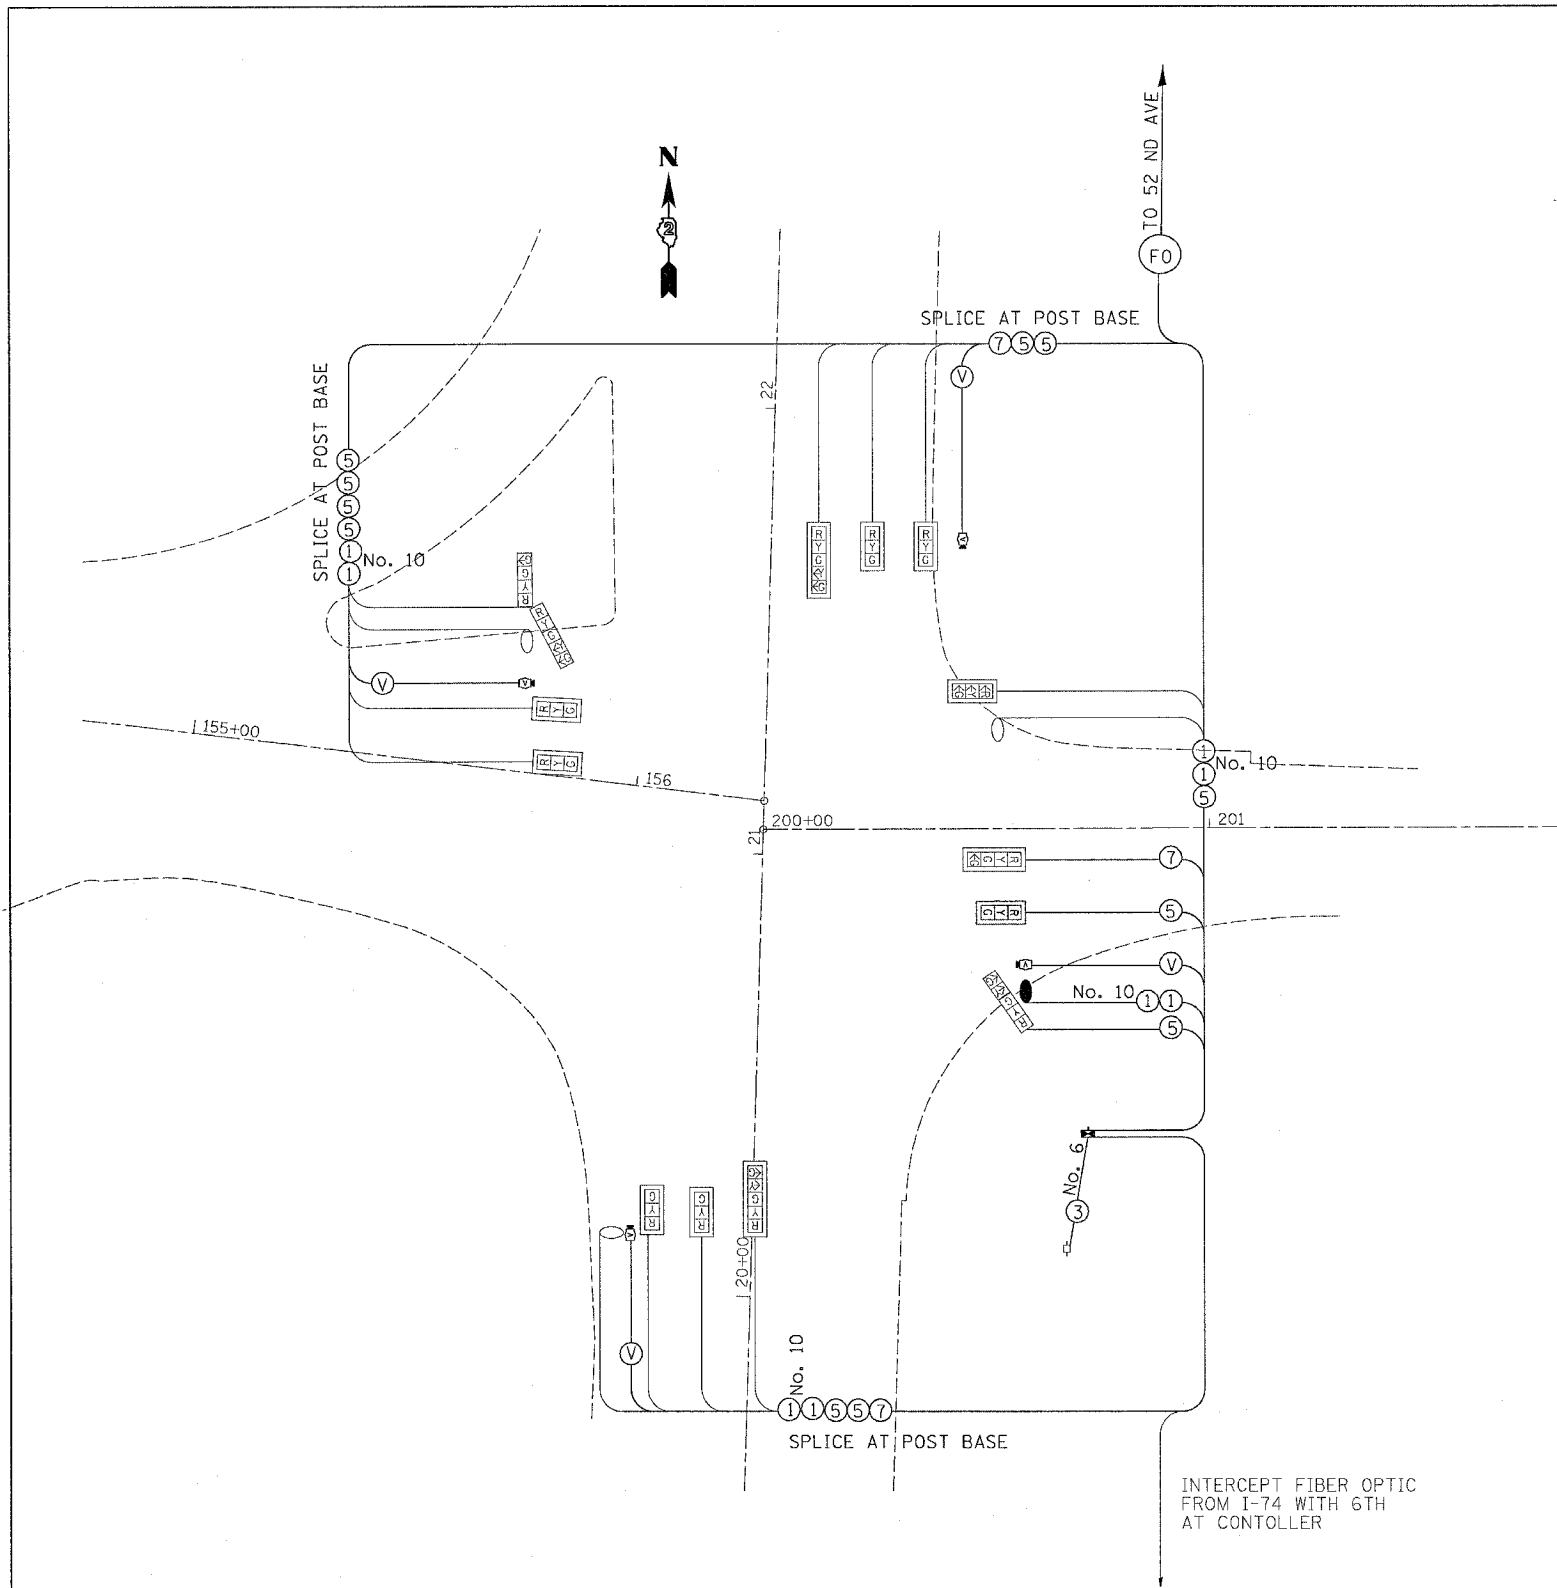 N
2
TO 52 ND AVE
FO
SPLICE AT POST BASE
7 5 5
V
22
SPLICE AT POST BASE
5
5
5
5
1
1
No. 10
R Y G G
R Y G Y G
R Y G
R Y G
V
V
R Y G G
R Y G Y G
V
R Y G
R Y G
155+00
156
G Y R
1
1
5
No. 10
200+00
21
201
R Y G G
7
R Y G
5
V
V
No. 10
1 1
R Y G Y G
5
No. 6
3
R Y G
R Y G
R Y G Y G
V
V
20+00
No. 10
1 1 5 5 7
SPLICE AT POST BASE
INTERCEPT FIBER OPTIC
FROM I-74 WITH 6TH
AT CONTOLLER